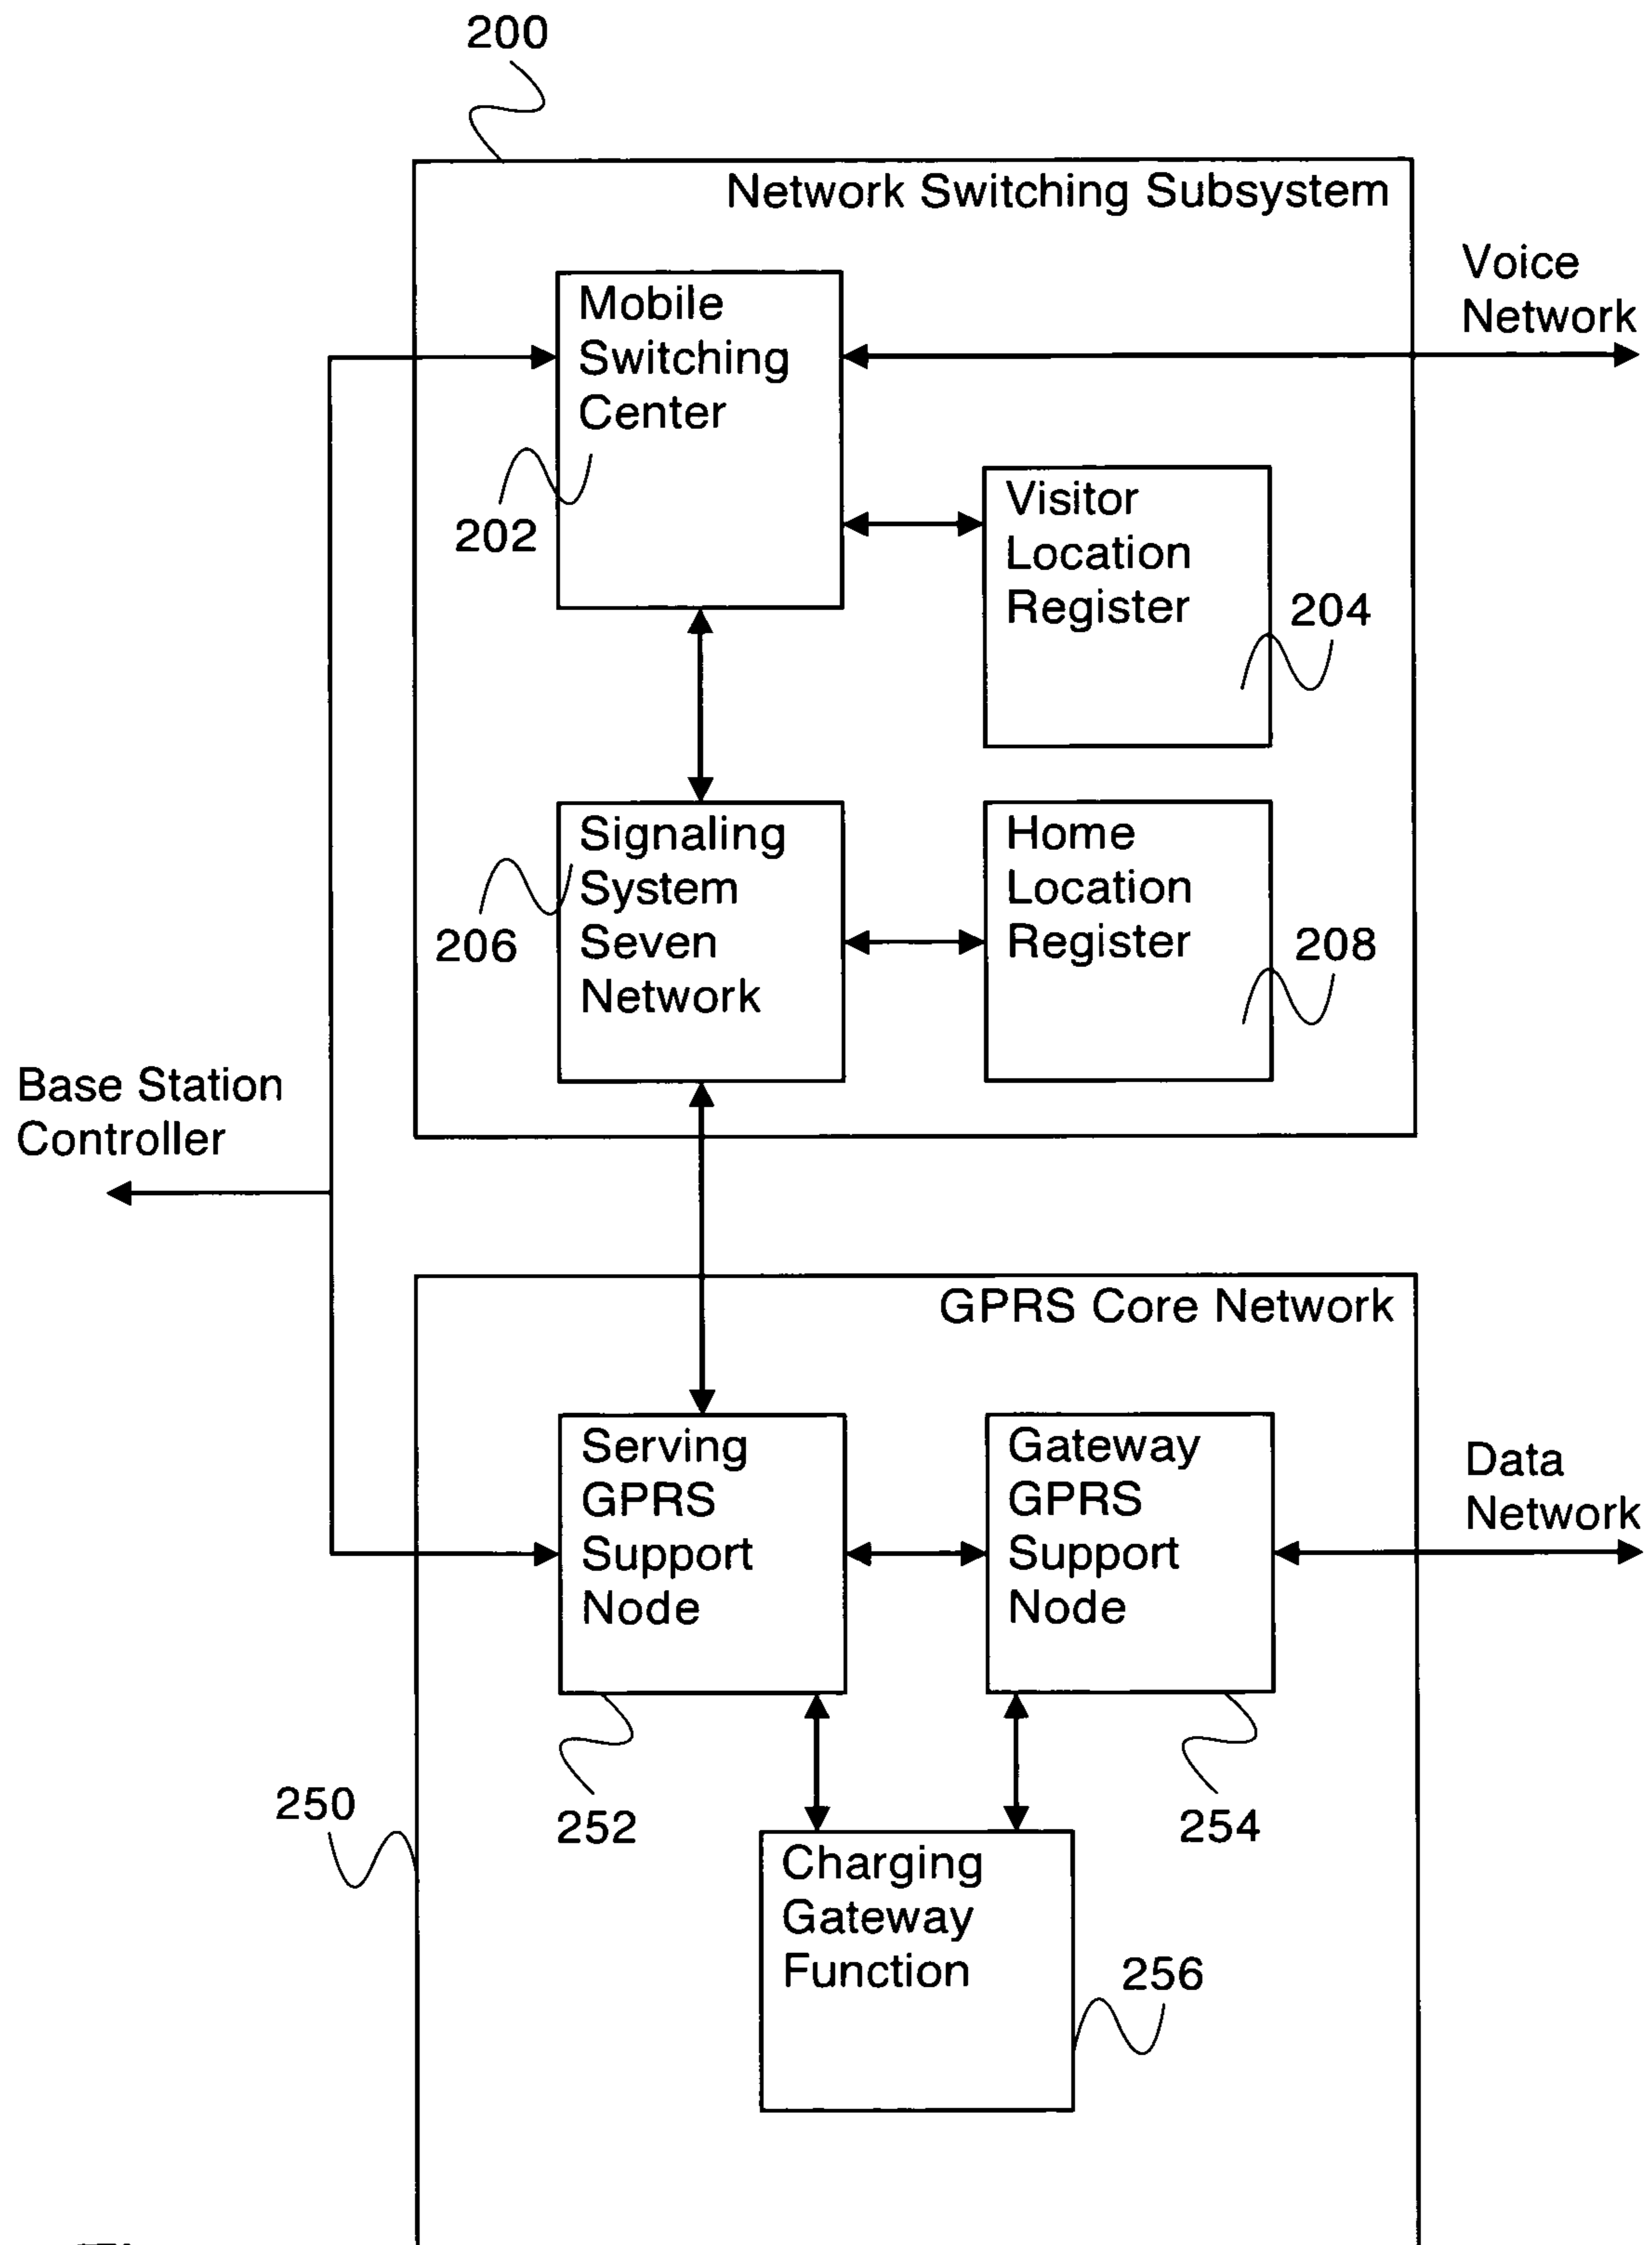 200
Network Switching Subsystem
Voice
Network
Mobile
Switching
Center
202
Visitor
Location
Register
204
Signaling
System
Seven
Network
206
Home
Location
Register
208
Base Station
Controller
GPRS Core Network
Serving
GPRS
Support
Node
Gateway
GPRS
Support
Node
Data
Network
250
252
254
Charging
Gateway
Function
256